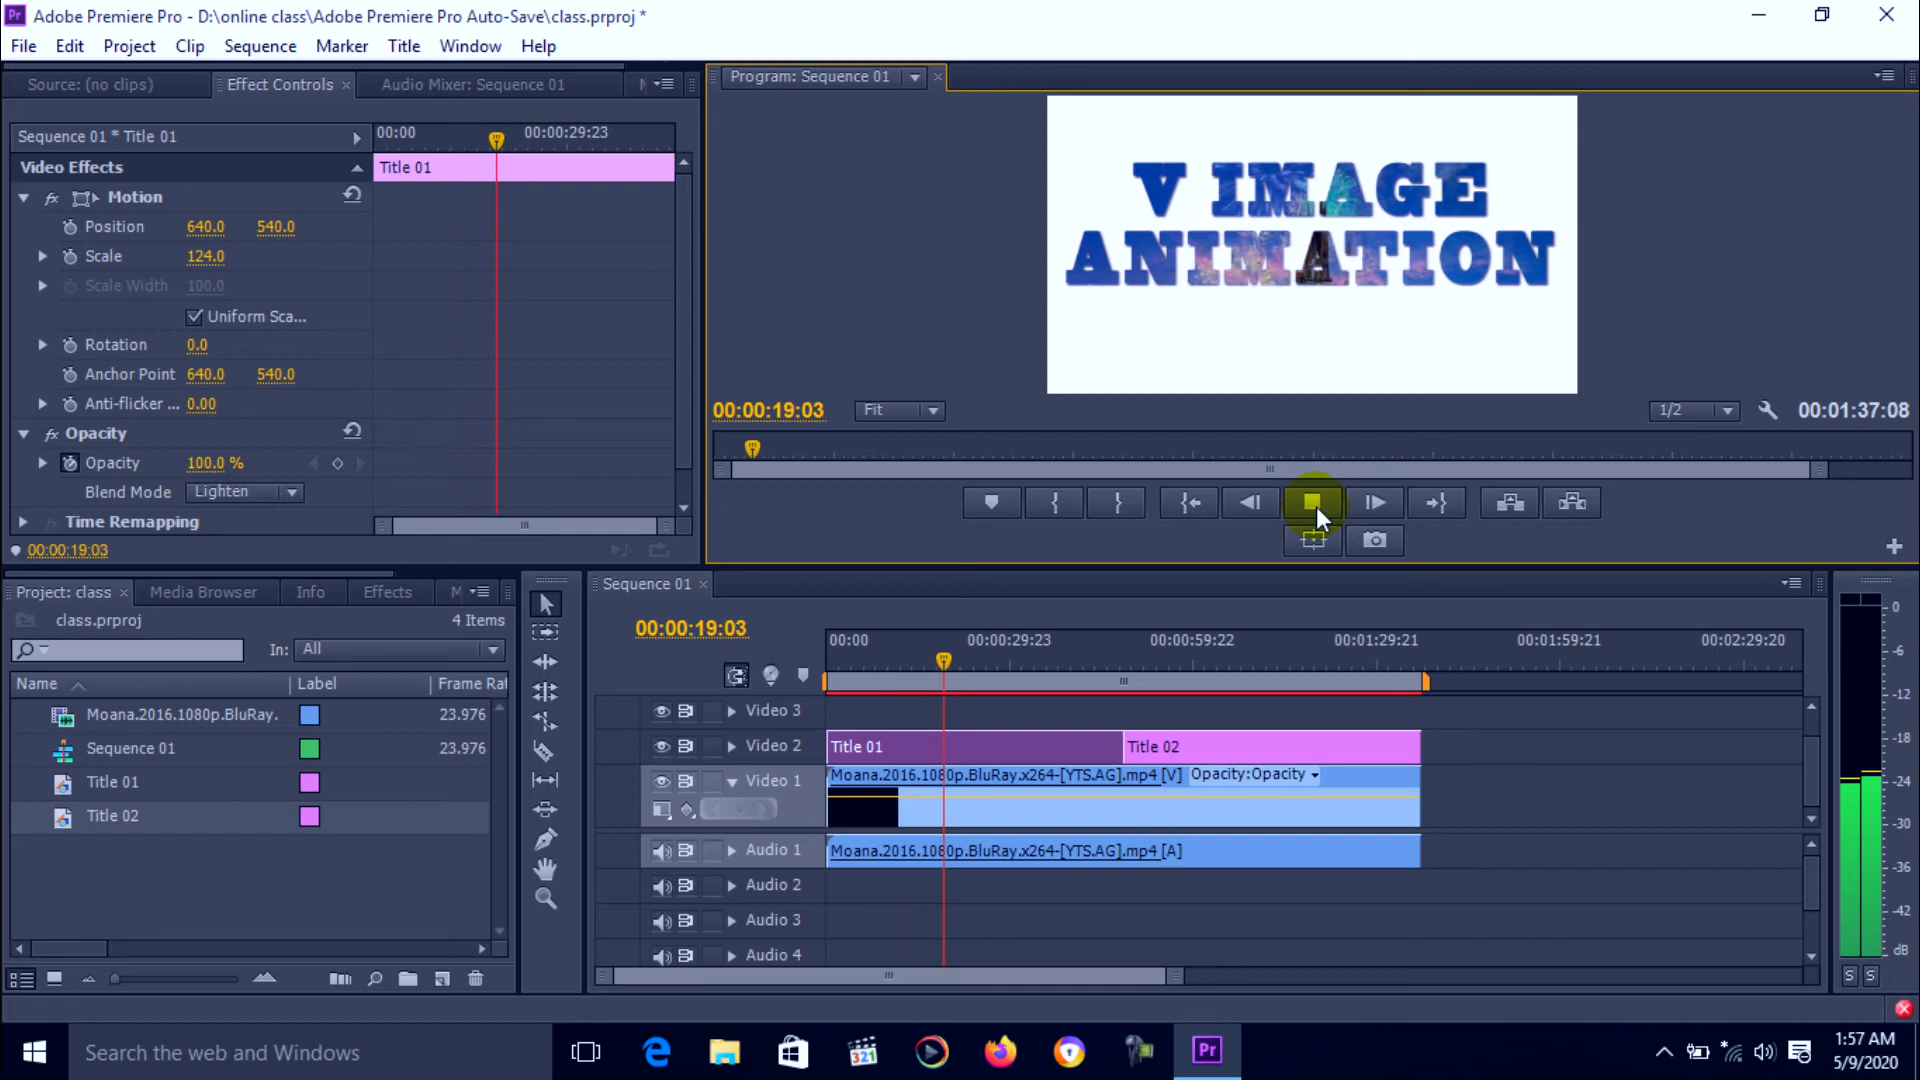 Adobe Premiere Pro - D:\online class\Adobe Premiere Pro Auto-Save\class.prproj *
File Edit Project Clip Sequence Marker Title Window Help
Source: (no clips) Effect Controls × Audio Mixer: Sequence 01
Program: Sequence 01
Sequence 01 * Title 01
00:00 00:00:29:23
Video Effects
Title 01
Motion
Position 640.0 540.0
Scale 124.0
Scale Width 100.0
Uniform Sca...
Rotation 0.0
Anchor Point 640.0 540.0
Anti-flicker ... 0.00
Opacity
Opacity 100.0 %
Blend Mode Lighten
Time Remapping
00:00:19:03
V IMAGE
ANIMATION
00:00:19:03 Fit 1/2 00:01:37:08
Project: class × Media Browser Info Effects
class.prproj 4 Items
In: All
Name Label Frame Rat
Moana.2016.1080p.BluRay. 23.976
Sequence 01 23.976
Title 01
Title 02
Sequence 01 ×
00:00:19:03
00:00 00:00:29:23 00:00:59:22 00:01:29:21 00:01:59:21 00:02:29:20
Video 3
Video 2 Title 01 Title 02
Video 1 Moana.2016.1080p.BluRay.x264-[YTS.AG].mp4 [V] Opacity:Opacity
Audio 1 Moana.2016.1080p.BluRay.x264-[YTS.AG].mp4 [A]
Audio 2
Audio 3
Audio 4
0
-6
-12
-18
-24
-30
-36
-42
dB
S S
Search the web and Windows
321
Pr
1:57 AM
5/9/2020